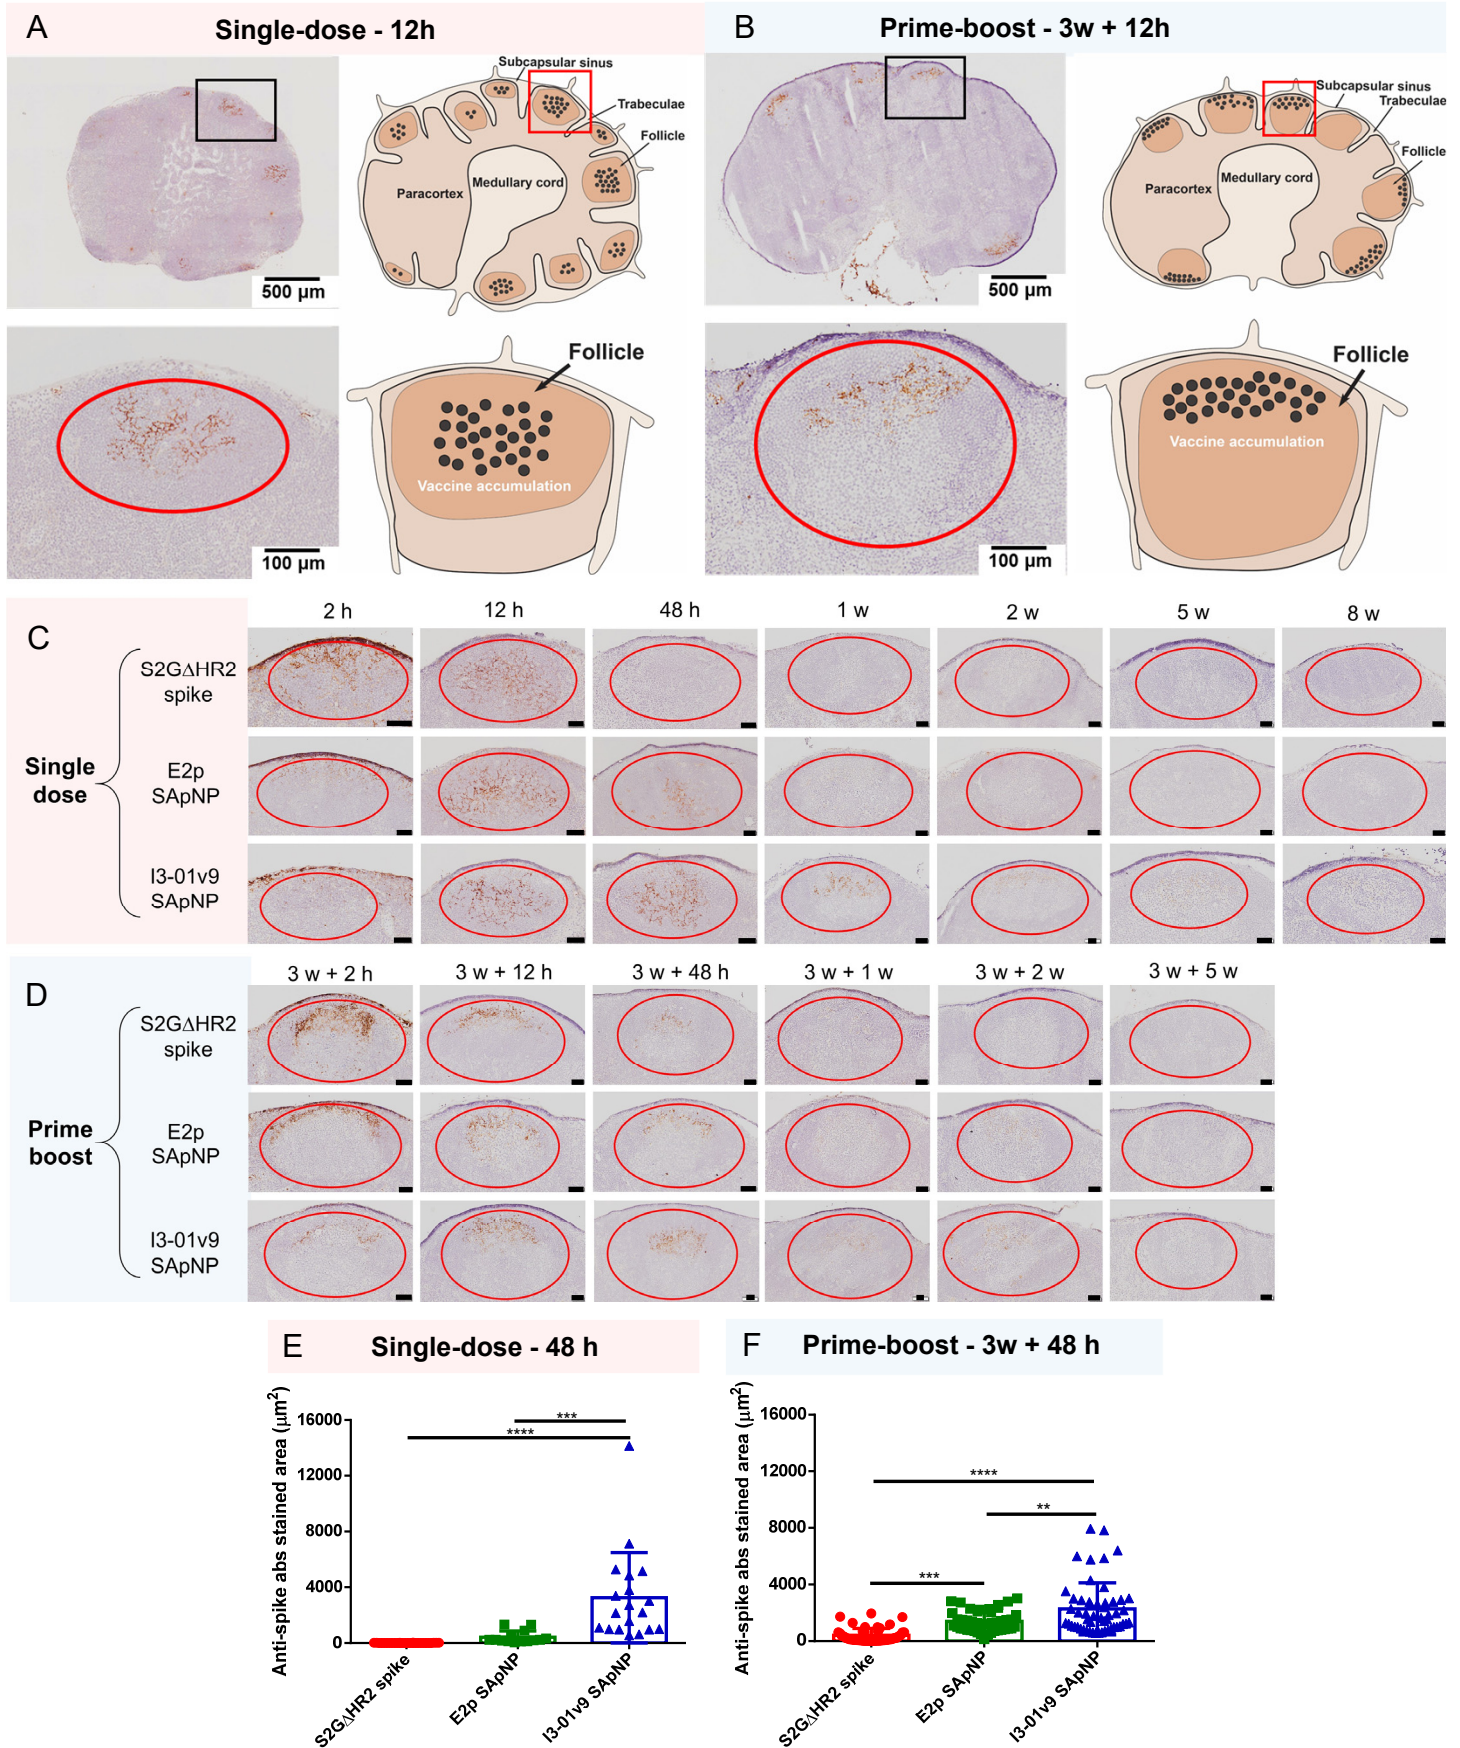 A
Single-dose - 12h
B
Prime-boost - 3w + 12h
Subcapsular sinus
Trabeculae
Follicle
Paracortex
Medullary cord
500 μm
Subcapsular sinus
Trabeculae
Follicle
Paracortex
Medullary cord
500 μm
Follicle
Vaccine accumulation
100 μm
Follicle
Vaccine accumulation
100 μm
C
2 h
12 h
48 h
1 w
2 w
5 w
8 w
Single
dose
S2GΔHR2
spike
E2p
SApNP
I3-01v9
SApNP
D
3 w + 2 h
3 w + 12 h
3 w + 48 h
3 w + 1 w
3 w + 2 w
3 w + 5 w
Prime
boost
S2GΔHR2
spike
E2p
SApNP
I3-01v9
SApNP
E
Single-dose - 48 h
Anti-spike abs stained area (μm²)
16000
12000
8000
4000
0
***
****
S2GΔHR2 spike
E2p SApNP
I3-01v9 SApNP
F
Prime-boost - 3w + 48 h
Anti-spike abs stained area (μm²)
16000
12000
8000
4000
0
****
**
***
S2GΔHR2 spike
E2p SApNP
I3-01v9 SApNP